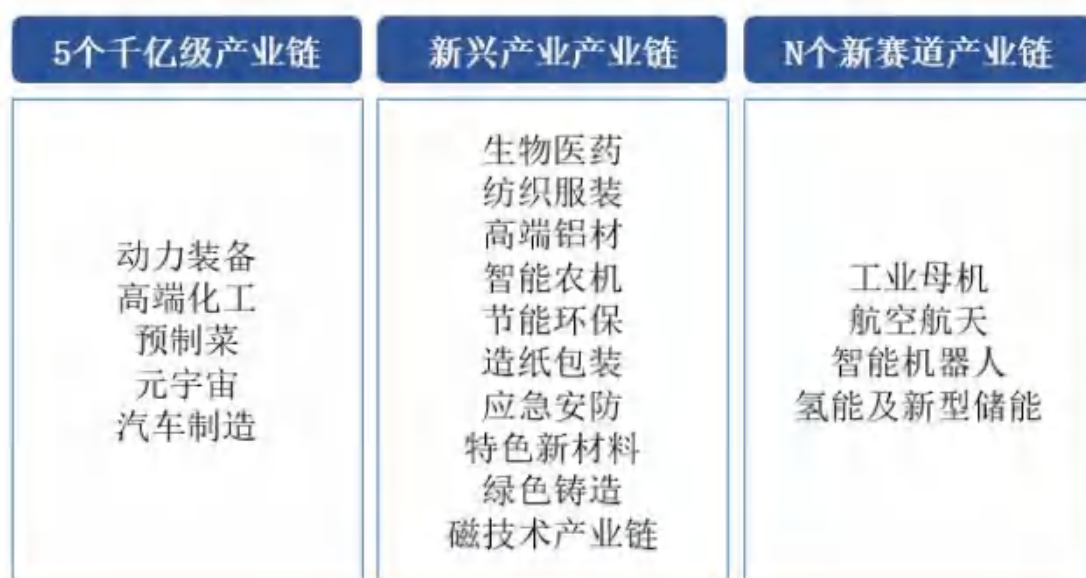 5个千亿级产业链
动力装备
高端化工
预制菜
元宇宙
汽车制造
新兴产业产业链
生物医药
纺织服装
高端铝材
智能农机
节能环保
造纸包装
应急安防
特色新材料
绿色铸造
磁技术产业链
N个新赛道产业链
工业母机
航空航天
智能机器人
氢能及新型储能